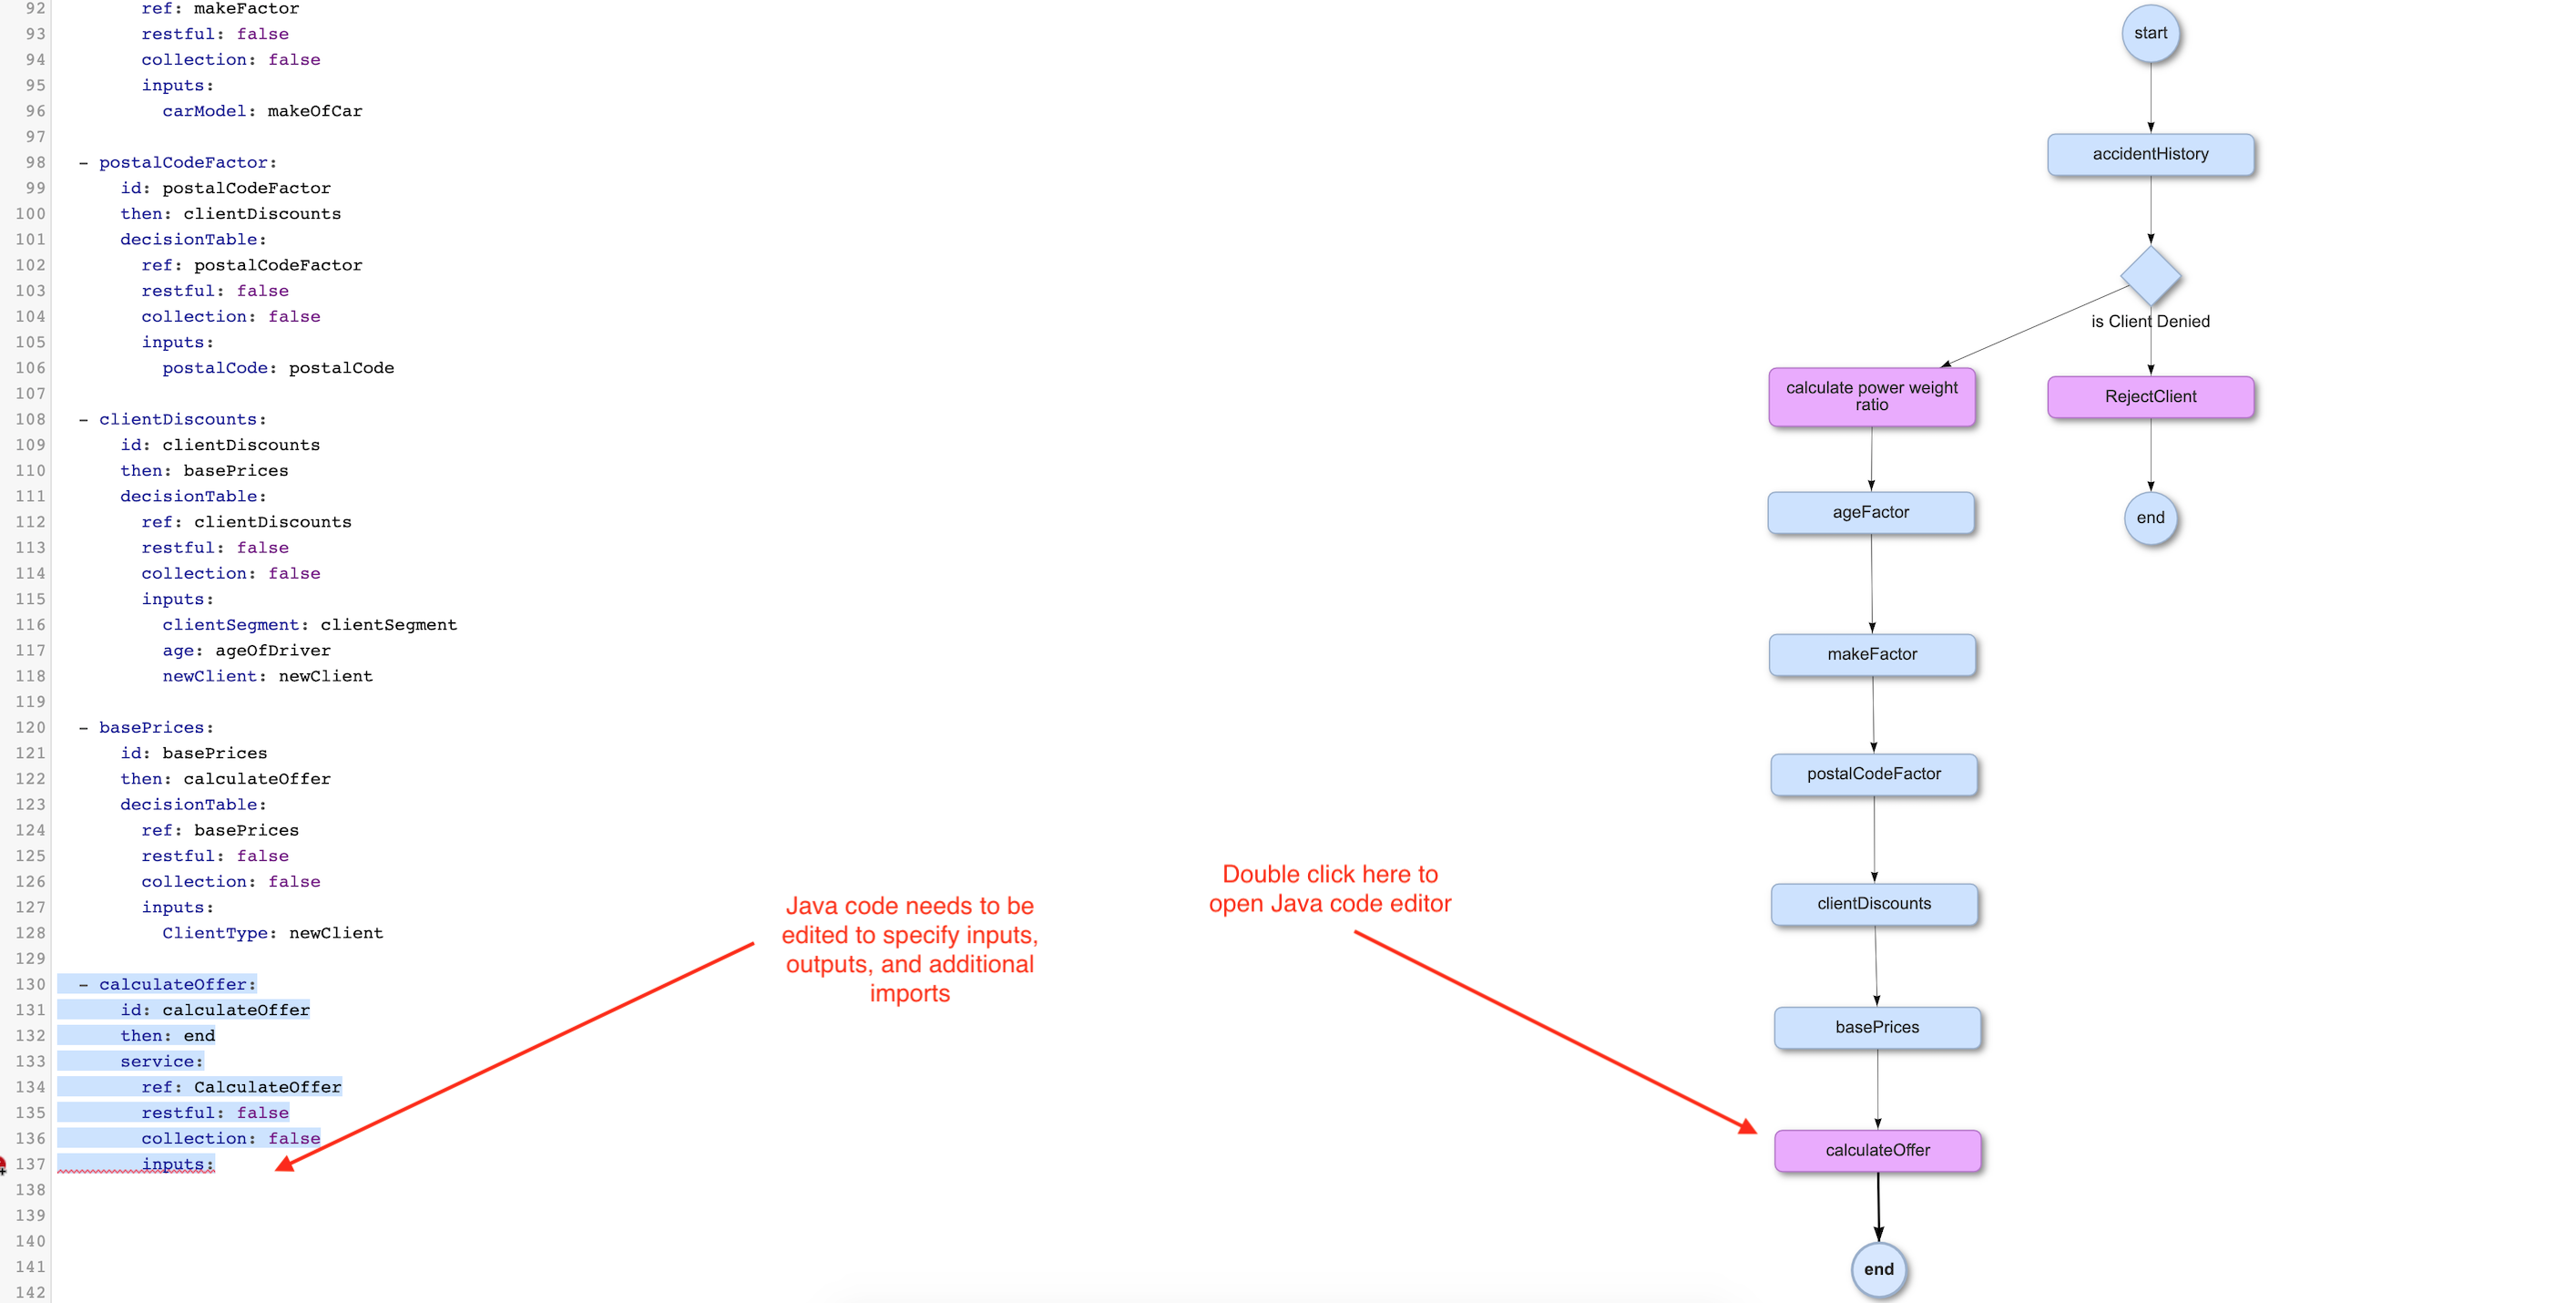 92 ref: makeFactor
93 restful: false
94 collection: false
95 inputs:
96 carModel: makeOfCar
97
98 - postalCodeFactor:
99 id: postalCodeFactor
100 then: clientDiscounts
101 decisionTable:
102 ref: postalCodeFactor
103 restful: false
104 collection: false
105 inputs:
106 postalCode: postalCode
107
108 - clientDiscounts:
109 id: clientDiscounts
110 then: basePrices
111 decisionTable:
112 ref: clientDiscounts
113 restful: false
114 collection: false
115 inputs:
116 clientSegment: clientSegment
117 age: ageOfDriver
118 newClient: newClient
119
120 - basePrices:
121 id: basePrices
122 then: calculateOffer
123 decisionTable:
124 ref: basePrices
125 restful: false
126 collection: false
127 inputs:
128 ClientType: newClient
129
130 - calculateOffer:
131 id: calculateOffer
132 then: end
133 service:
134 ref: CalculateOffer
135 restful: false
136 collection: false
137 inputs:
138
139
140
141
142
Java code needs to be
edited to specify inputs,
outputs, and additional
imports
Double click here to
open Java code editor
start
accidentHistory
is Client Denied
calculate power weight
ratio
RejectClient
ageFactor
end
makeFactor
postalCodeFactor
clientDiscounts
basePrices
calculateOffer
end